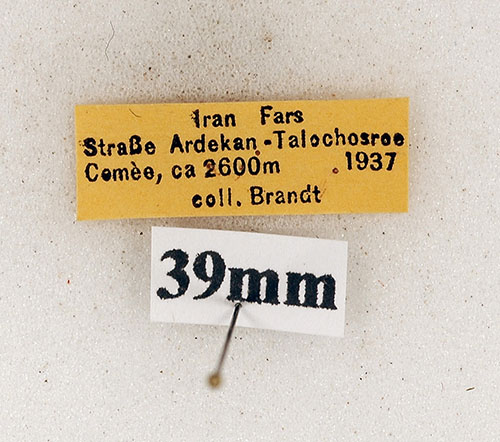 Iran Fars
Straße Ardekan-Talochosroe
Comèe, ca 2600m . 1937
coll. Brandt
39mm